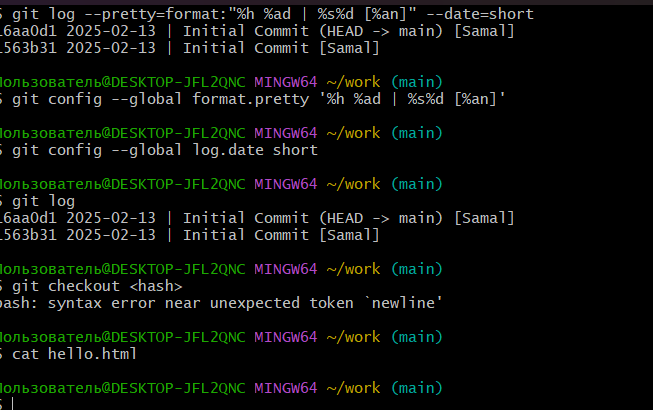 $ git log --pretty=format:"%h %ad | %s%d [%an]" --date=short
16aa0d1 2025-02-13 | Initial Commit (HEAD -> main) [Samal]
1563b31 2025-02-13 | Initial Commit [Samal]
Пользователь@DESKTOP-JFL2QNC MINGW64 ~/work (main)
$ git config --global format.pretty '%h %ad | %s%d [%an]'
Пользователь@DESKTOP-JFL2QNC MINGW64 ~/work (main)
$ git config --global log.date short
Пользователь@DESKTOP-JFL2QNC MINGW64 ~/work (main)
$ git log
16aa0d1 2025-02-13 | Initial Commit (HEAD -> main) [Samal]
1563b31 2025-02-13 | Initial Commit [Samal]
Пользователь@DESKTOP-JFL2QNC MINGW64 ~/work (main)
$ git checkout <hash>
bash: syntax error near unexpected token `newline'
Пользователь@DESKTOP-JFL2QNC MINGW64 ~/work (main)
$ cat hello.html
Пользователь@DESKTOP-JFL2QNC MINGW64 ~/work (main)
$